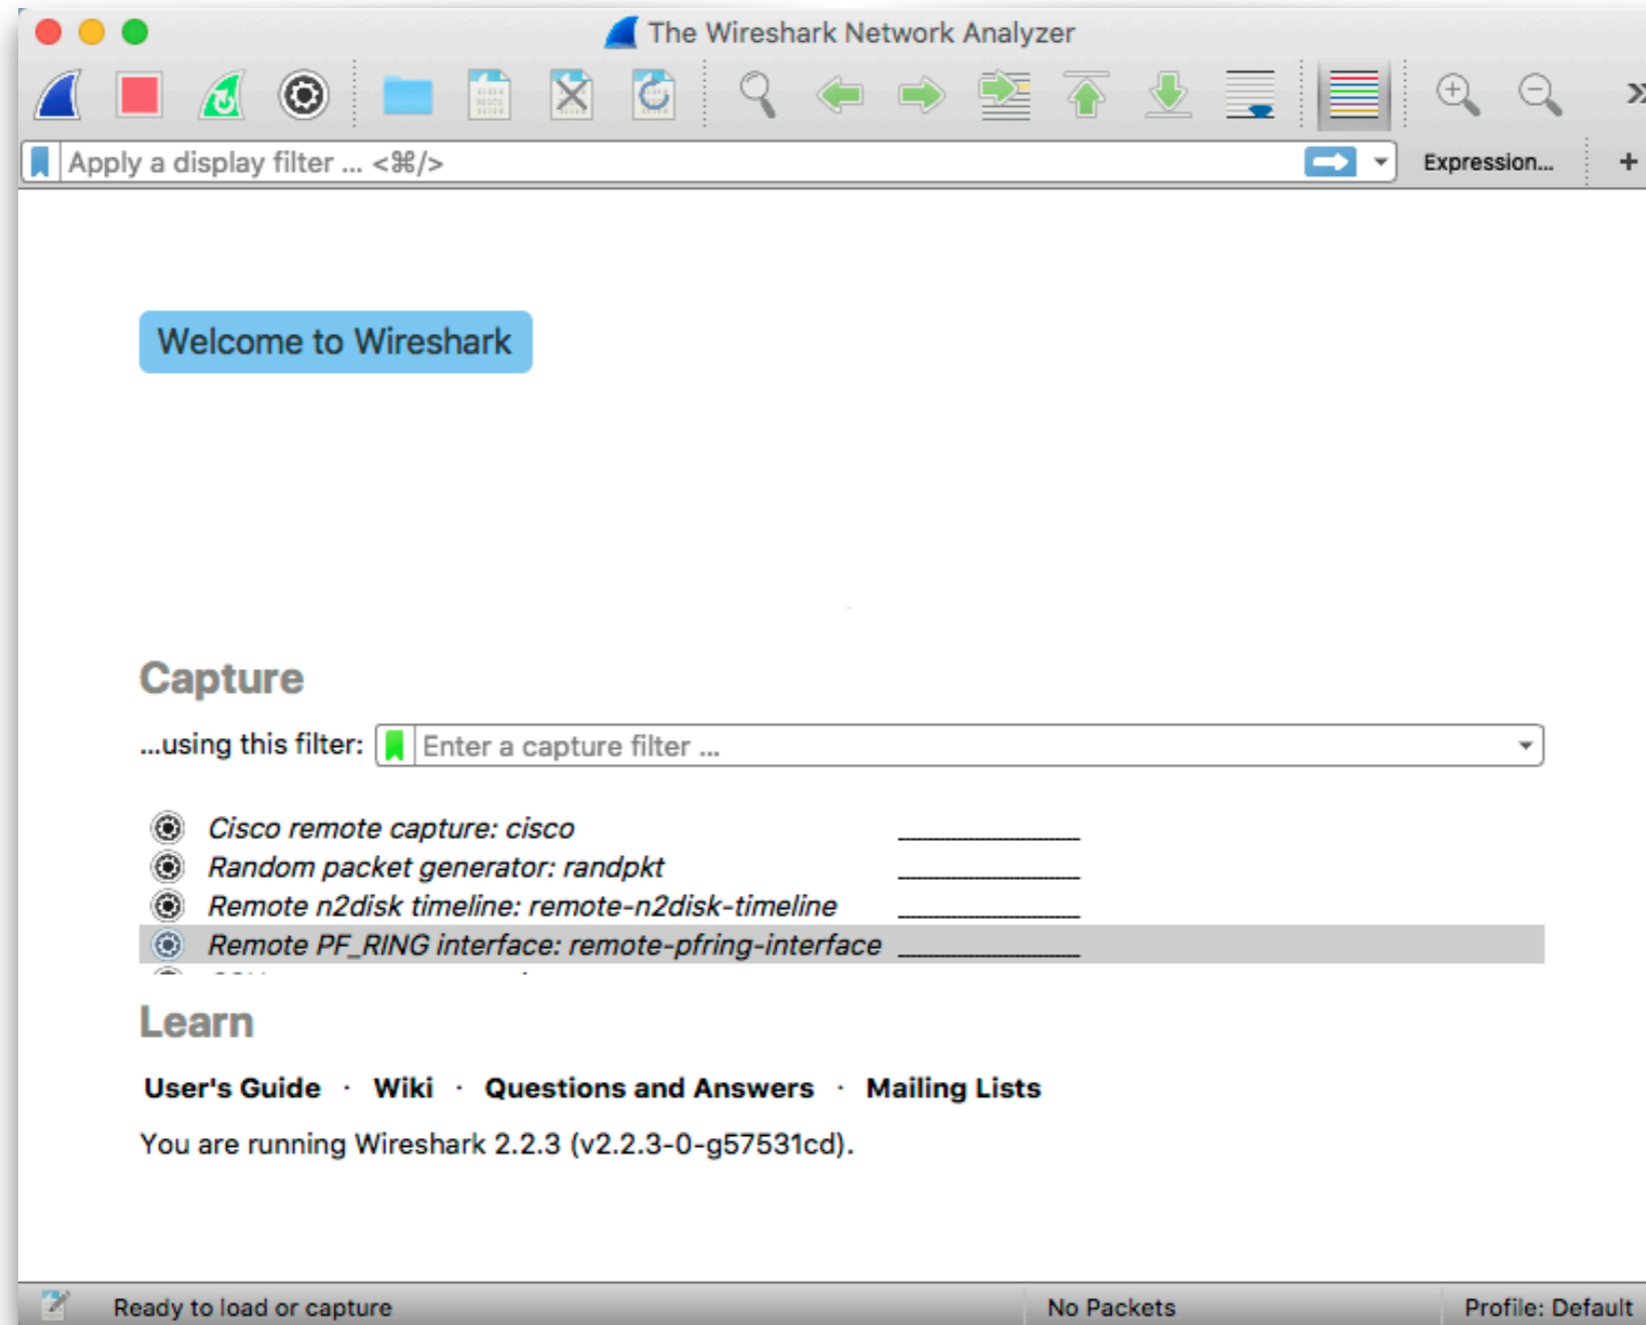 The Wireshark Network Analyzer
Apply a display filter ... <⌘/>
Expression...
+
Welcome to Wireshark
Capture
...using this filter:
Enter a capture filter ...
Cisco remote capture: cisco
Random packet generator: randpkt
Remote n2disk timeline: remote-n2disk-timeline
Remote PF_RING interface: remote-pfring-interface
Learn
User's Guide · Wiki · Questions and Answers · Mailing Lists
You are running Wireshark 2.2.3 (v2.2.3-0-g57531cd).
Ready to load or capture
No Packets
Profile: Default